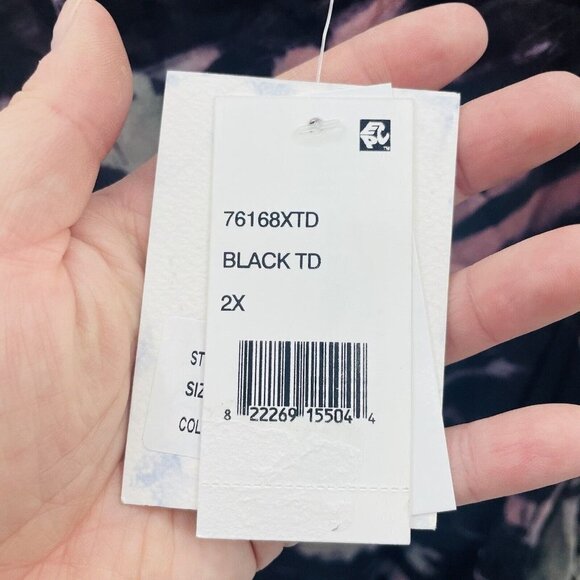 76168XTD
BLACK TD
2X
ST
SIZ
COL
8 22269 15504 4